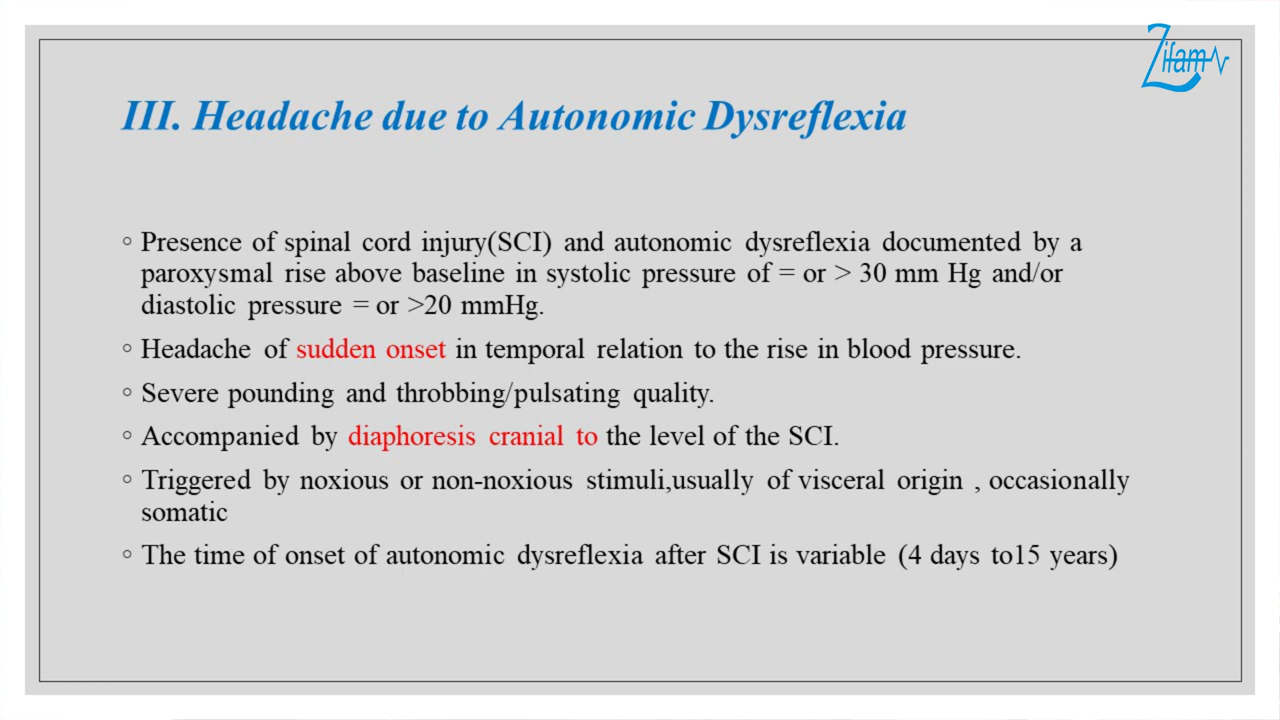 Zifam
III. Headache due to Autonomic Dysreflexia
◦ Presence of spinal cord injury(SCI) and autonomic dysreflexia documented by a
paroxysmal rise above baseline in systolic pressure of = or > 30 mm Hg and/or
diastolic pressure = or >20 mmHg.
◦ Headache of sudden onset in temporal relation to the rise in blood pressure.
◦ Severe pounding and throbbing/pulsating quality.
◦ Accompanied by diaphoresis cranial to the level of the SCI.
◦ Triggered by noxious or non-noxious stimuli,usually of visceral origin , occasionally
somatic
◦ The time of onset of autonomic dysreflexia after SCI is variable (4 days to15 years)